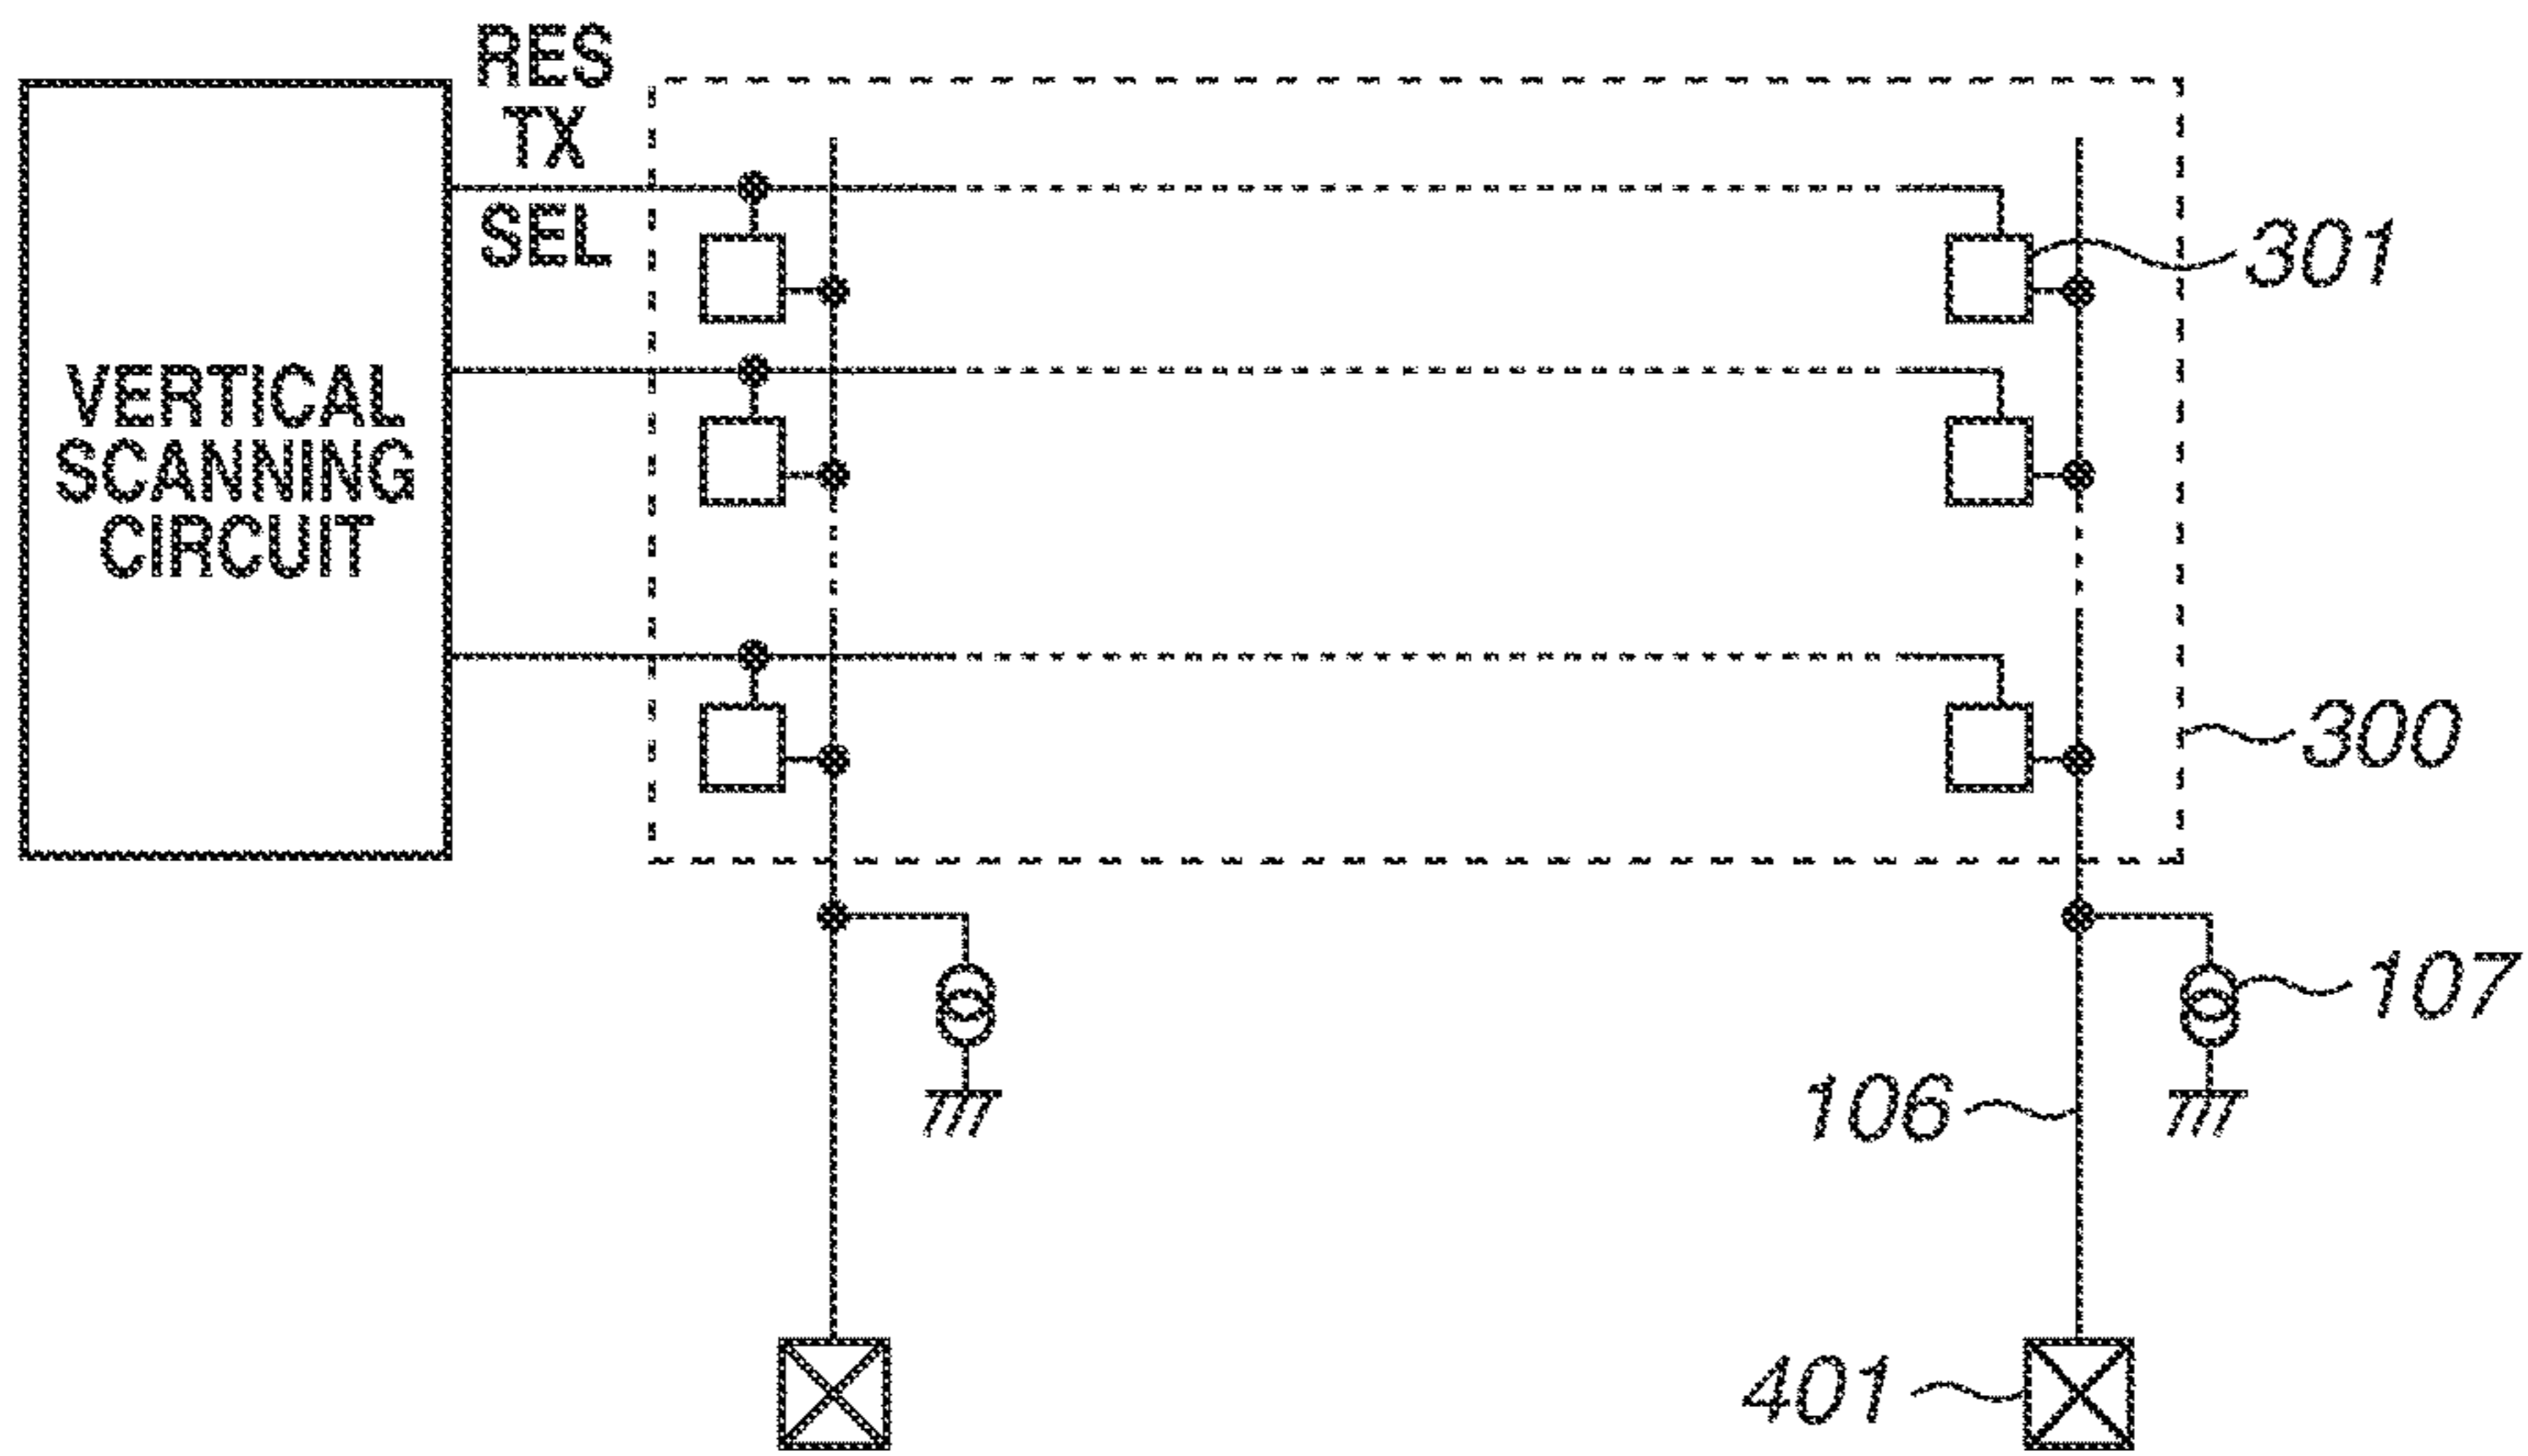 RES
TX
SEL
VERTICAL
SCANNING
CIRCUIT
301
300
107
106
401